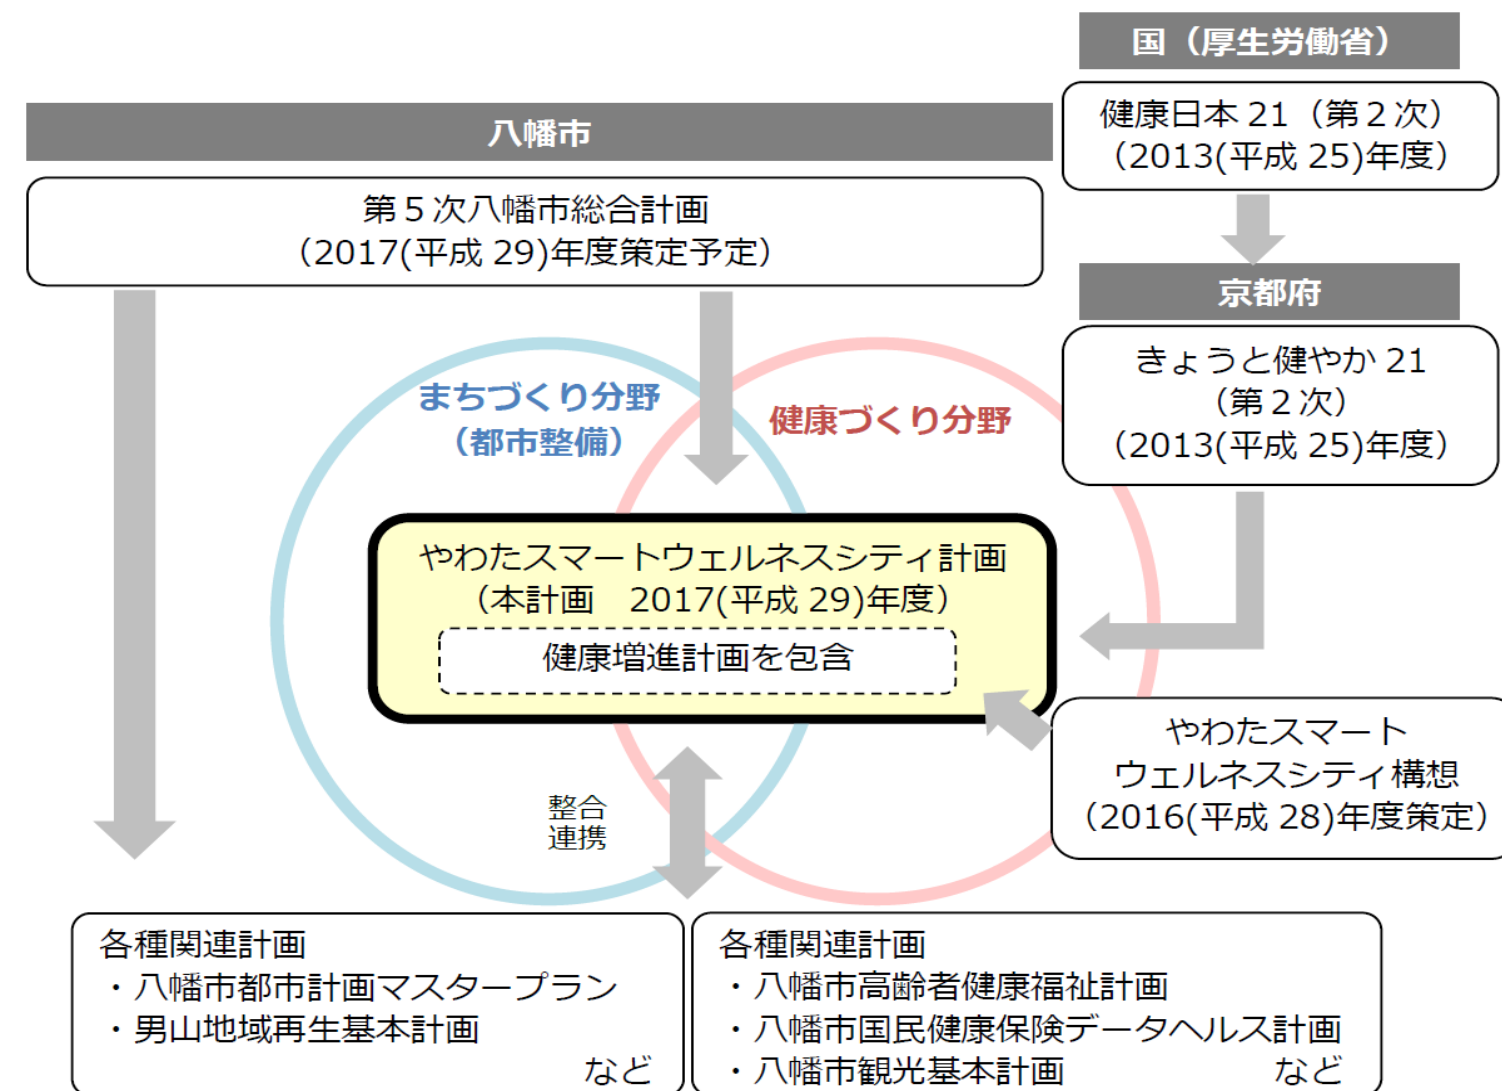 国（厚生労働省）
健康日本 21（第２次）
（2013(平成 25)年度）
八幡市
第５次八幡市総合計画
（2017(平成 29)年度策定予定）
京都府
きょうと健やか 21
（第２次）
（2013(平成 25)年度）
まちづくり分野
（都市整備）
健康づくり分野
やわたスマートウェルネスシティ計画
（本計画　2017(平成 29)年度）
健康増進計画を包含
やわたスマート
ウェルネスシティ構想
（2016(平成 28)年度策定）
整合
連携
各種関連計画
・八幡市都市計画マスタープラン
・男山地域再生基本計画
など
各種関連計画
・八幡市高齢者健康福祉計画
・八幡市国民健康保険データヘルス計画
・八幡市観光基本計画　　　　　など